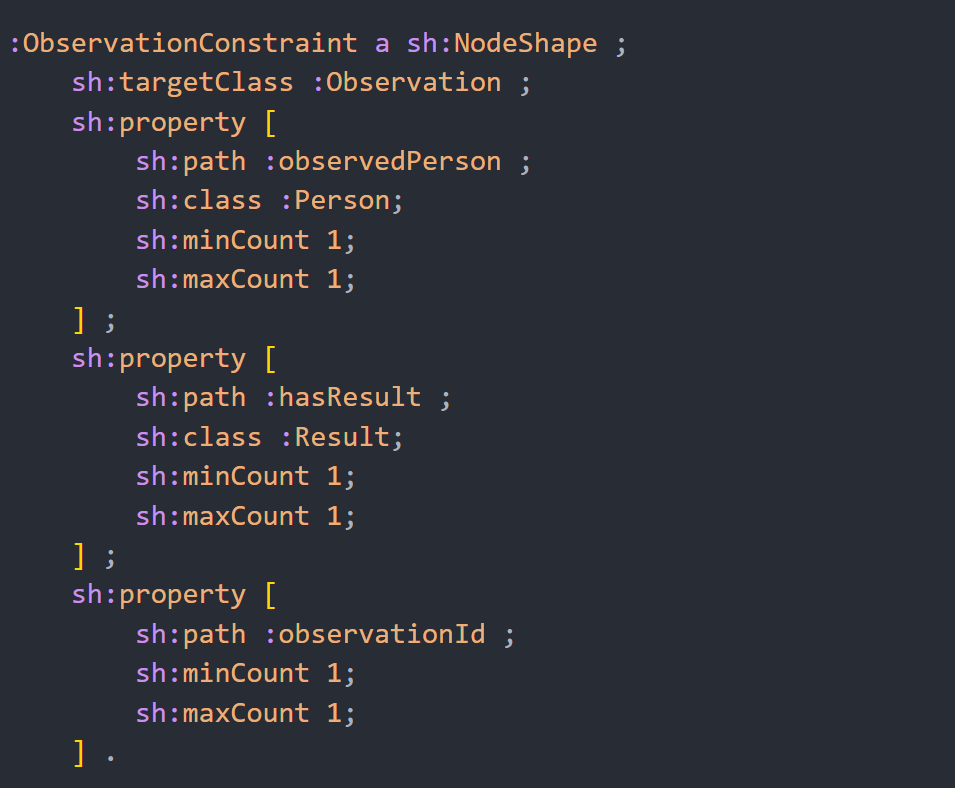 :ObservationConstraint a sh:NodeShape ;
    sh:targetClass :Observation ;
    sh:property [
        sh:path :observedPerson ;
        sh:class :Person;
        sh:minCount 1;
        sh:maxCount 1;
    ] ;
    sh:property [
        sh:path :hasResult ;
        sh:class :Result;
        sh:minCount 1;
        sh:maxCount 1;
    ] ;
    sh:property [
        sh:path :observationId ;
        sh:minCount 1;
        sh:maxCount 1;
    ] .